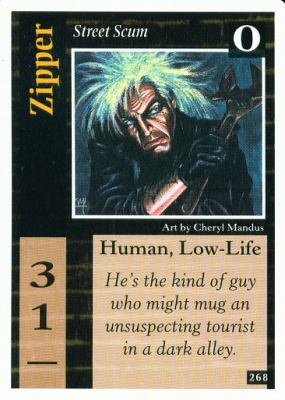 Zipper
Street Scum
0
Art by Cheryl Mandus
Human, Low-Life
3
1
—
He's the kind of guy
who might mug an
unsuspecting tourist
in a dark alley.
268